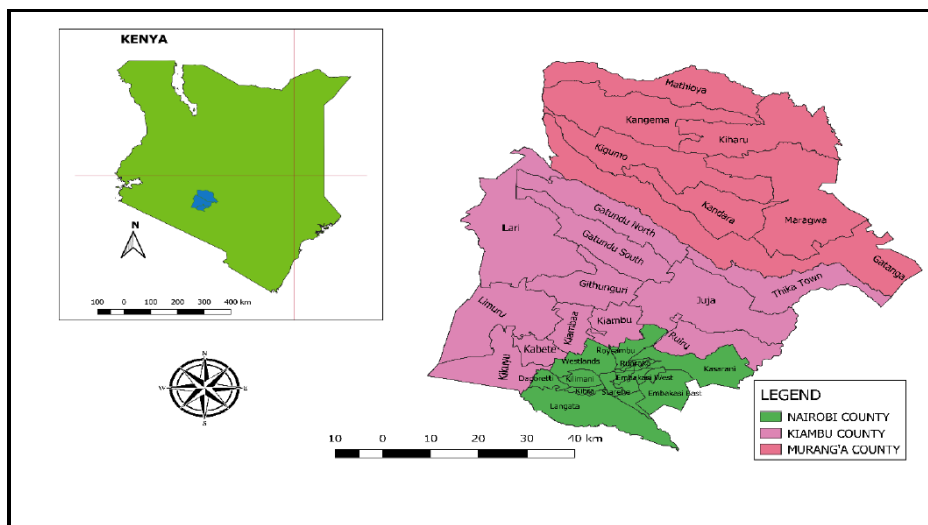 KENYA
N
100 0 100 200 300 400 km
N
W
E
S
Mathioya
Kangema
Kiharu
Kigumo
Kandara
Maragwa
Gatanga
Gatundu North
Gatundu South
Lari
Githunguri
Juja
Thika Town
Limuru
Kiambaa
Kiambu
Ruiru
Kabete
Kikuyu
Roysambu
Westlands
Kasarani
Dagoretti
Kilimani
Embakasi West
Kibra
Starehe
Embakasi East
Langata
10 0 10 20 30 40 km
LEGEND
NAIROBI COUNTY
KIAMBU COUNTY
MURANG'A COUNTY